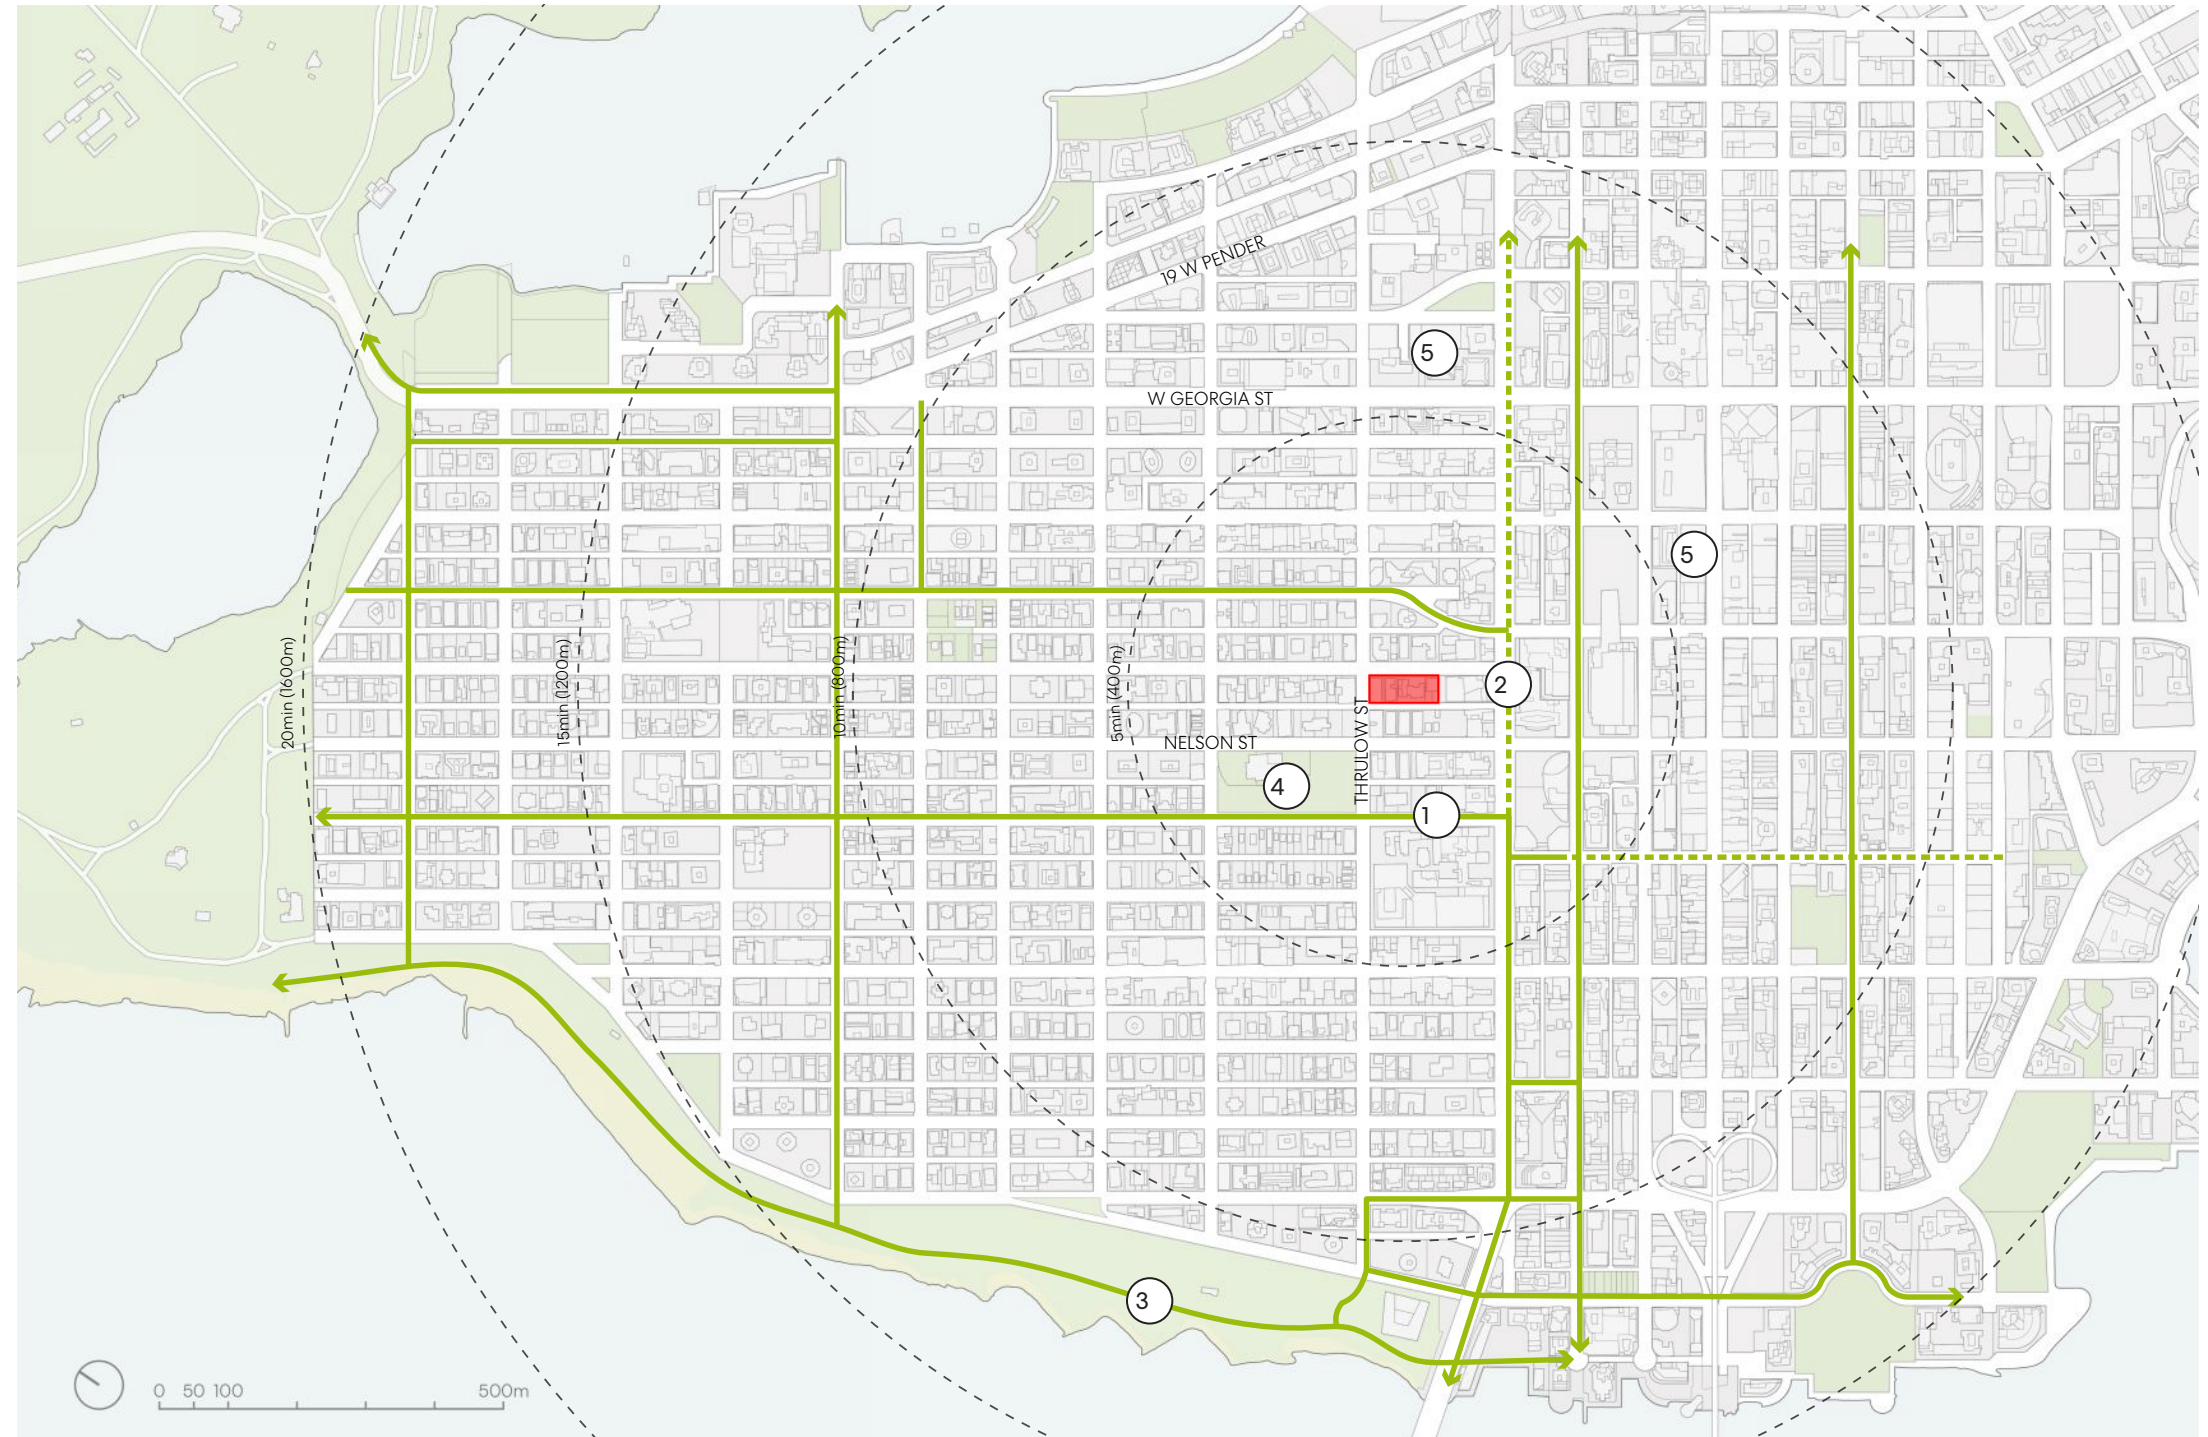 19 W PENDER
5
W GEORGIA ST
5
20min (1600m)
15min (1200m)
10min (800m)
5min (400m)
2
THRULOW ST
NELSON ST
4
1
3
0 50 100 500m